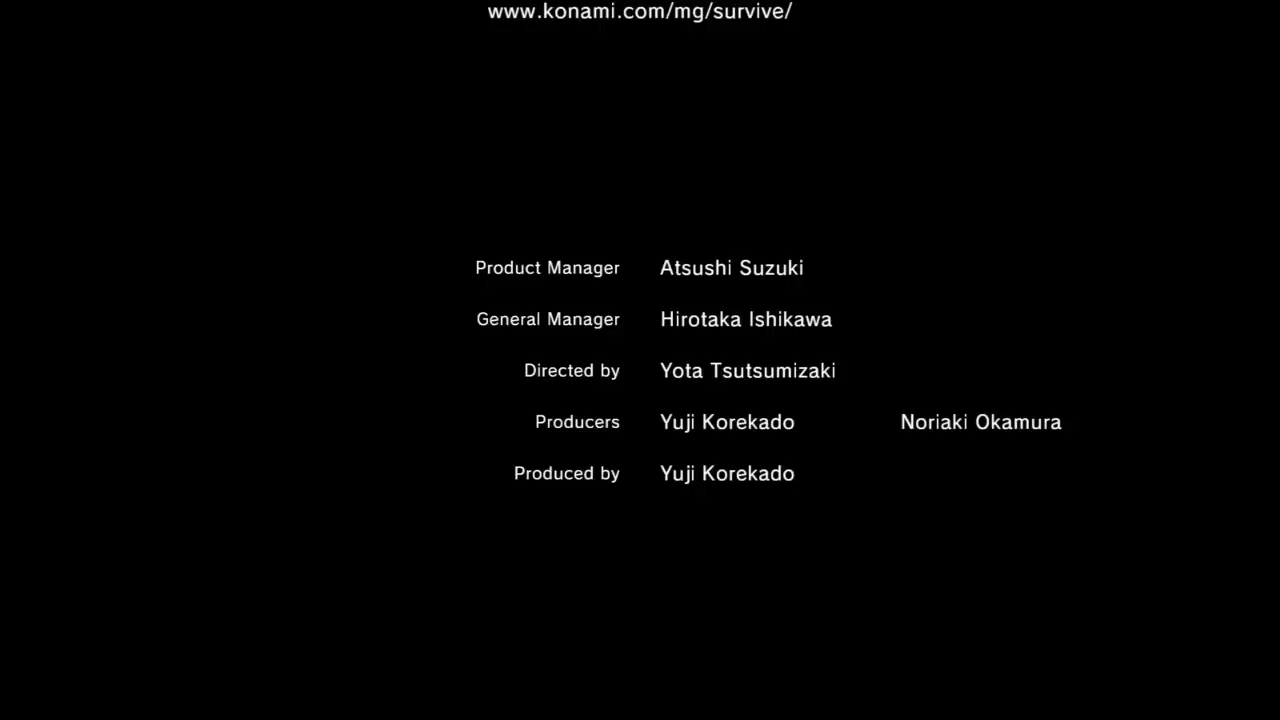 www.konami.com/mg/survive/
Product Manager Atsushi Suzuki
General Manager Hirotaka Ishikawa
Directed by Yota Tsutsumizaki
Producers Yuji Korekado Noriaki Okamura
Produced by Yuji Korekado